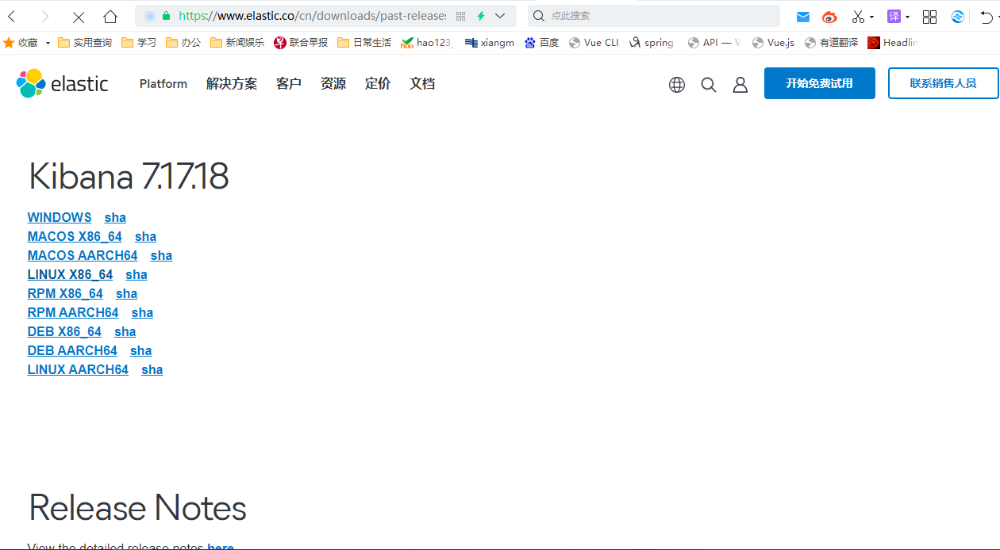 https://www.elastic.co/cn/downloads/past-releases 点此搜索 译
收藏 实用查询 学习 办公 新闻娱乐 联合早报 日常生活 hao123_ xiangm 百度 Vue CLI spring API — V Vue.js 有道翻译 Headlin
elastic Platform 解决方案 客户 资源 定价 文档 开始免费试用 联系销售人员
Kibana 7.17.18
WINDOWS sha
MACOS X86_64 sha
MACOS AARCH64 sha
LINUX X86_64 sha
RPM X86_64 sha
RPM AARCH64 sha
DEB X86_64 sha
DEB AARCH64 sha
LINUX AARCH64 sha
Release Notes
View the detailed release notes here